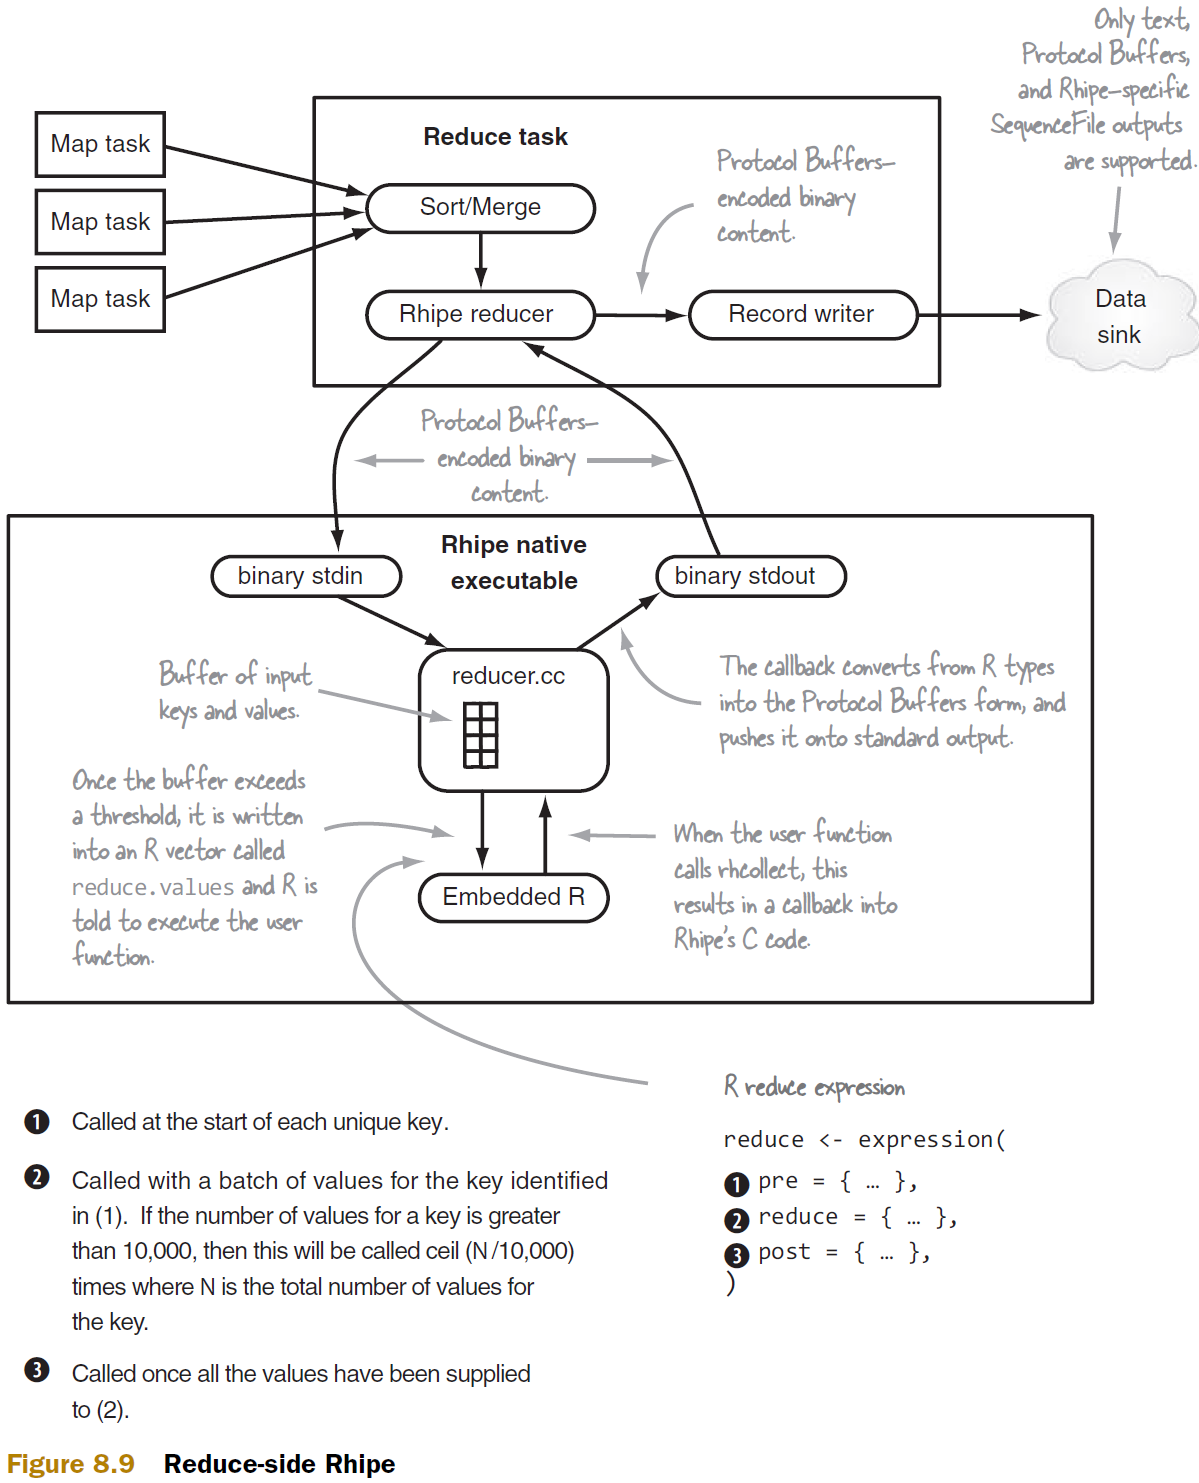 Only text,
Protocol Buffers,
and Rhipe-specific
SequenceFile outputs
are supported.
Map task
Map task
Map task
Reduce task
Sort/Merge
Protocol Buffers-
encoded binary
content.
Rhipe reducer
Record writer
Data
sink
Protocol Buffers-
encoded binary
content.
Rhipe native
executable
binary stdin
binary stdout
Buffer of input
keys and values.
reducer.cc
The callback converts from R types
into the Protocol Buffers form, and
pushes it onto standard output.
Once the buffer exceeds
a threshold, it is written
into an R vector called
reduce.values and R is
told to execute the user
function.
When the user function
calls rhcollect, this
results in a callback into
Rhipe's C code.
Embedded R
R reduce expression
reduce <- expression(
1 pre = { … },
2 reduce = { … },
3 post = { … },
)
1 Called at the start of each unique key.
2 Called with a batch of values for the key identified
in (1). If the number of values for a key is greater
than 10,000, then this will be called ceil (N/10,000)
times where N is the total number of values for
the key.
3 Called once all the values have been supplied
to (2).
Figure 8.9 Reduce-side Rhipe